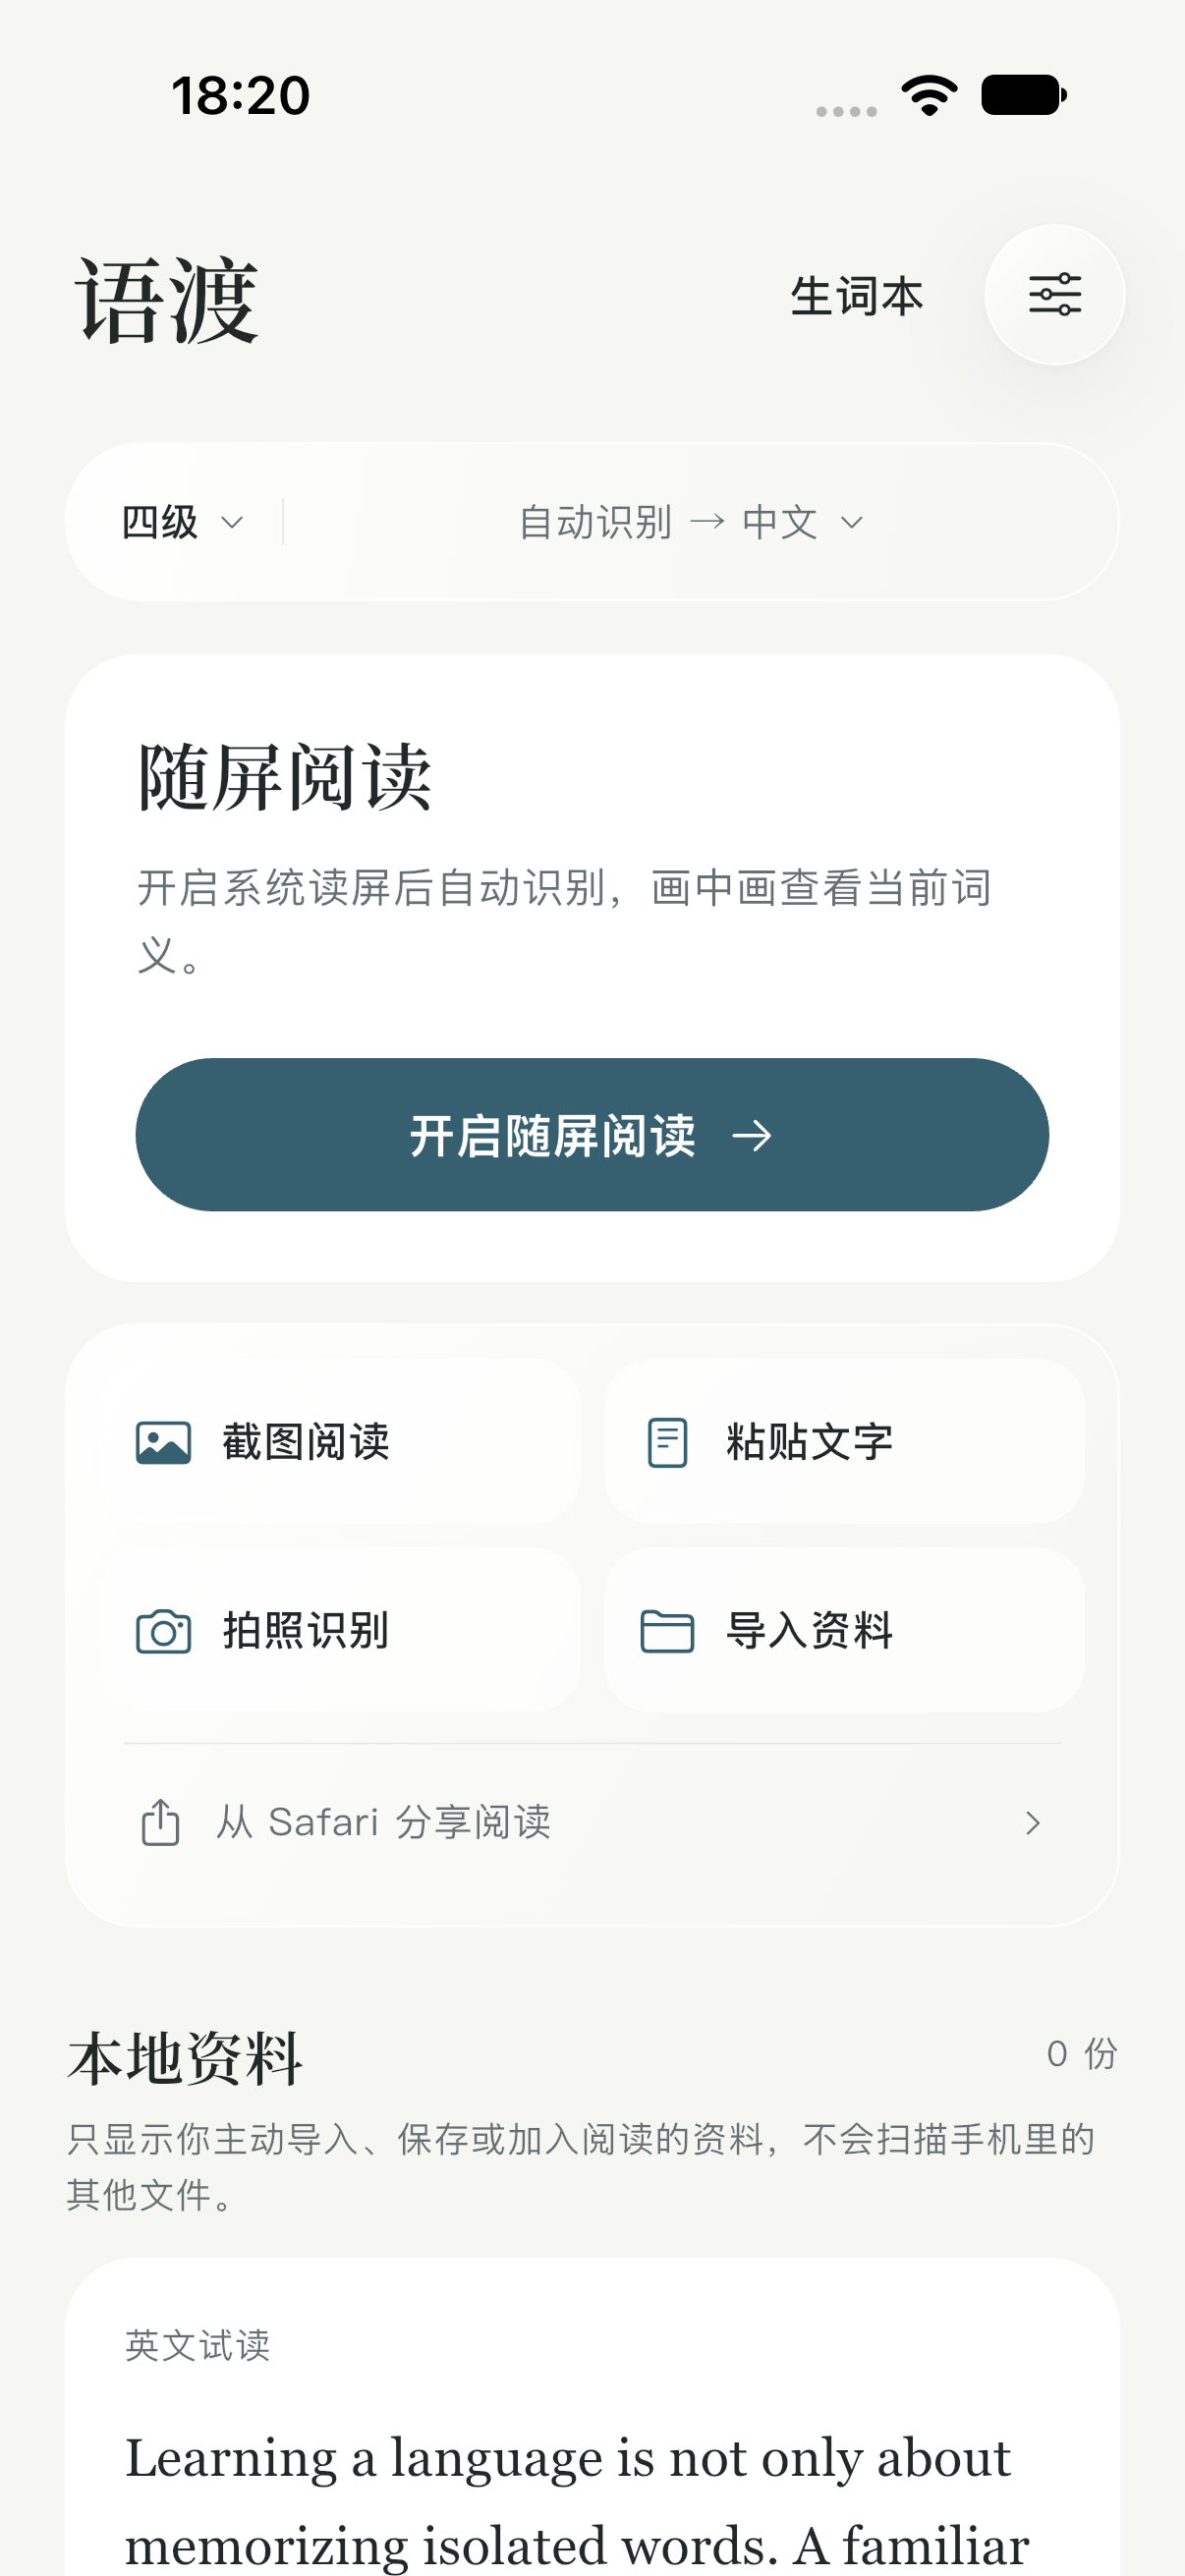 18:20
语渡
生词本
四级
自动识别 → 中文
随屏阅读
开启系统读屏后自动识别，画中画查看当前词
义。
开启随屏阅读 →
截图阅读
粘贴文字
拍照识别
导入资料
从 Safari 分享阅读
本地资料
0 份
只显示你主动导入、保存或加入阅读的资料，不会扫描手机里的
其他文件。
英文试读
Learning a language is not only about
memorizing isolated words. A familiar